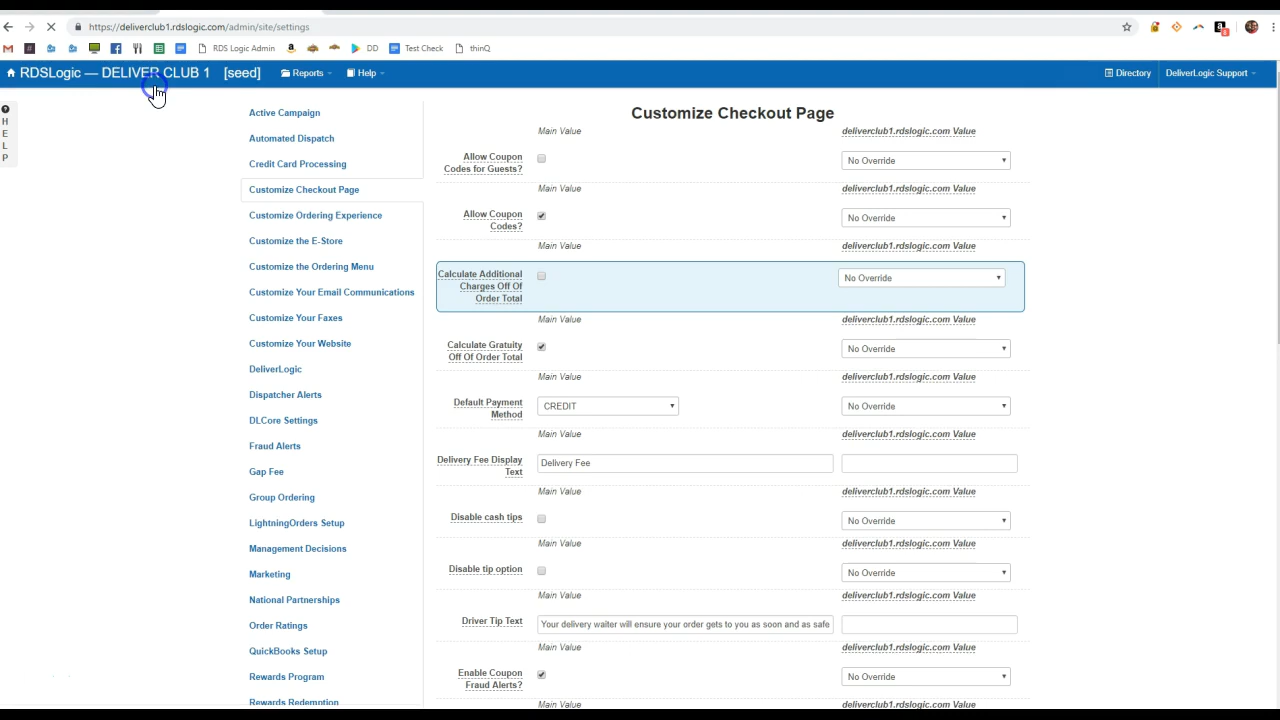 https://deliverclub1.rdslogic.com/admin/site/settings
RDS Logic Admin
DD
Test Check
thinQ
RDSLogic — DELIVER CLUB 1 [seed] Reports Help Directory DeliverLogic Support
H
E
L
P
Active Campaign
Automated Dispatch
Credit Card Processing
Customize Checkout Page
Customize Ordering Experience
Customize the E-Store
Customize the Ordering Menu
Customize Your Email Communications
Customize Your Faxes
Customize Your Website
DeliverLogic
Dispatcher Alerts
DLCore Settings
Fraud Alerts
Gap Fee
Group Ordering
LightningOrders Setup
Management Decisions
Marketing
National Partnerships
Order Ratings
QuickBooks Setup
Rewards Program
Rewards Redemption
Customize Checkout Page
Main Value deliverclub1.rdslogic.com Value
Allow Coupon
Codes for Guests?
No Override
Main Value deliverclub1.rdslogic.com Value
Allow Coupon
Codes?
No Override
Main Value deliverclub1.rdslogic.com Value
Calculate Additional
Charges Off Of
Order Total
No Override
Main Value deliverclub1.rdslogic.com Value
Calculate Gratuity
Off Of Order Total
No Override
Main Value deliverclub1.rdslogic.com Value
Default Payment
Method
CREDIT
No Override
Main Value deliverclub1.rdslogic.com Value
Delivery Fee Display
Text
Delivery Fee
Main Value deliverclub1.rdslogic.com Value
Disable cash tips
No Override
Main Value deliverclub1.rdslogic.com Value
Disable tip option
No Override
Main Value deliverclub1.rdslogic.com Value
Driver Tip Text
Your delivery waiter will ensure your order gets to you as soon and as safe
Main Value deliverclub1.rdslogic.com Value
Enable Coupon
Fraud Alerts?
No Override
Main Value deliverclub1.rdslogic.com Value